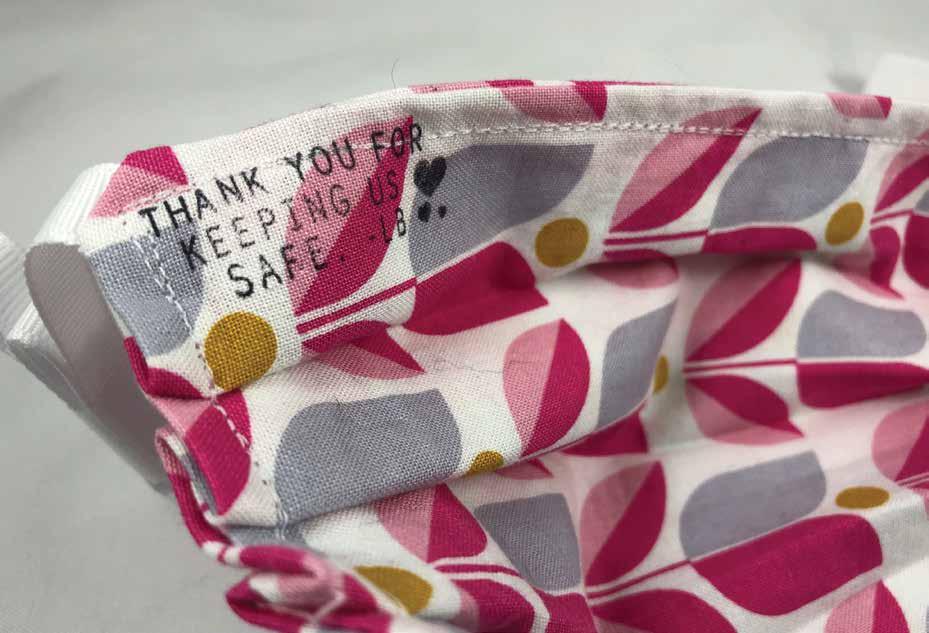 THANK YOU FOR
KEEPING US
SAFE. -LB